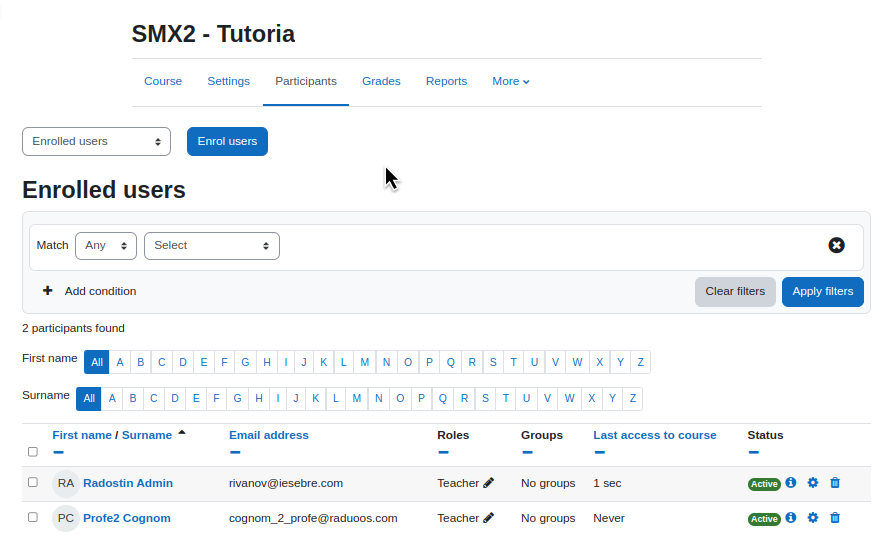 SMX2 - Tutoria
Course Settings Participants Grades Reports More
Enrolled users Enrol users
Enrolled users
Match Any Select
Add condition Clear filters Apply filters
2 participants found
First name All A B C D E F G H I J K L M N O P Q R S T U V W X Y Z
Surname All A B C D E F G H I J K L M N O P Q R S T U V W X Y Z
First name / Surname Email address Roles Groups Last access to course Status
RA Radostin Admin rivanov@iesebre.com Teacher No groups 1 sec Active
PC Profe2 Cognom cognom_2_profe@raduoos.com Teacher No groups Never Active